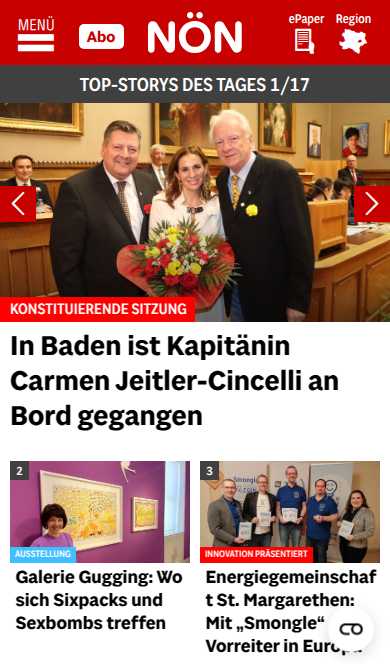 MENÜ
Abo
NÖN
ePaper
Region
TOP-STORYS DES TAGES 1/17
KONSTITUIERENDE SITZUNG
In Baden ist Kapitänin
Carmen Jeitler-Cincelli an
Bord gegangen
2
AUSSTELLUNG
Galerie Gugging: Wo
sich Sixpacks und
Sexbombs treffen
3
INNOVATION PRÄSENTIERT
Energiegemeinschaf
t St. Margarethen:
Mit „Smongle“
Vorreiter in Europa